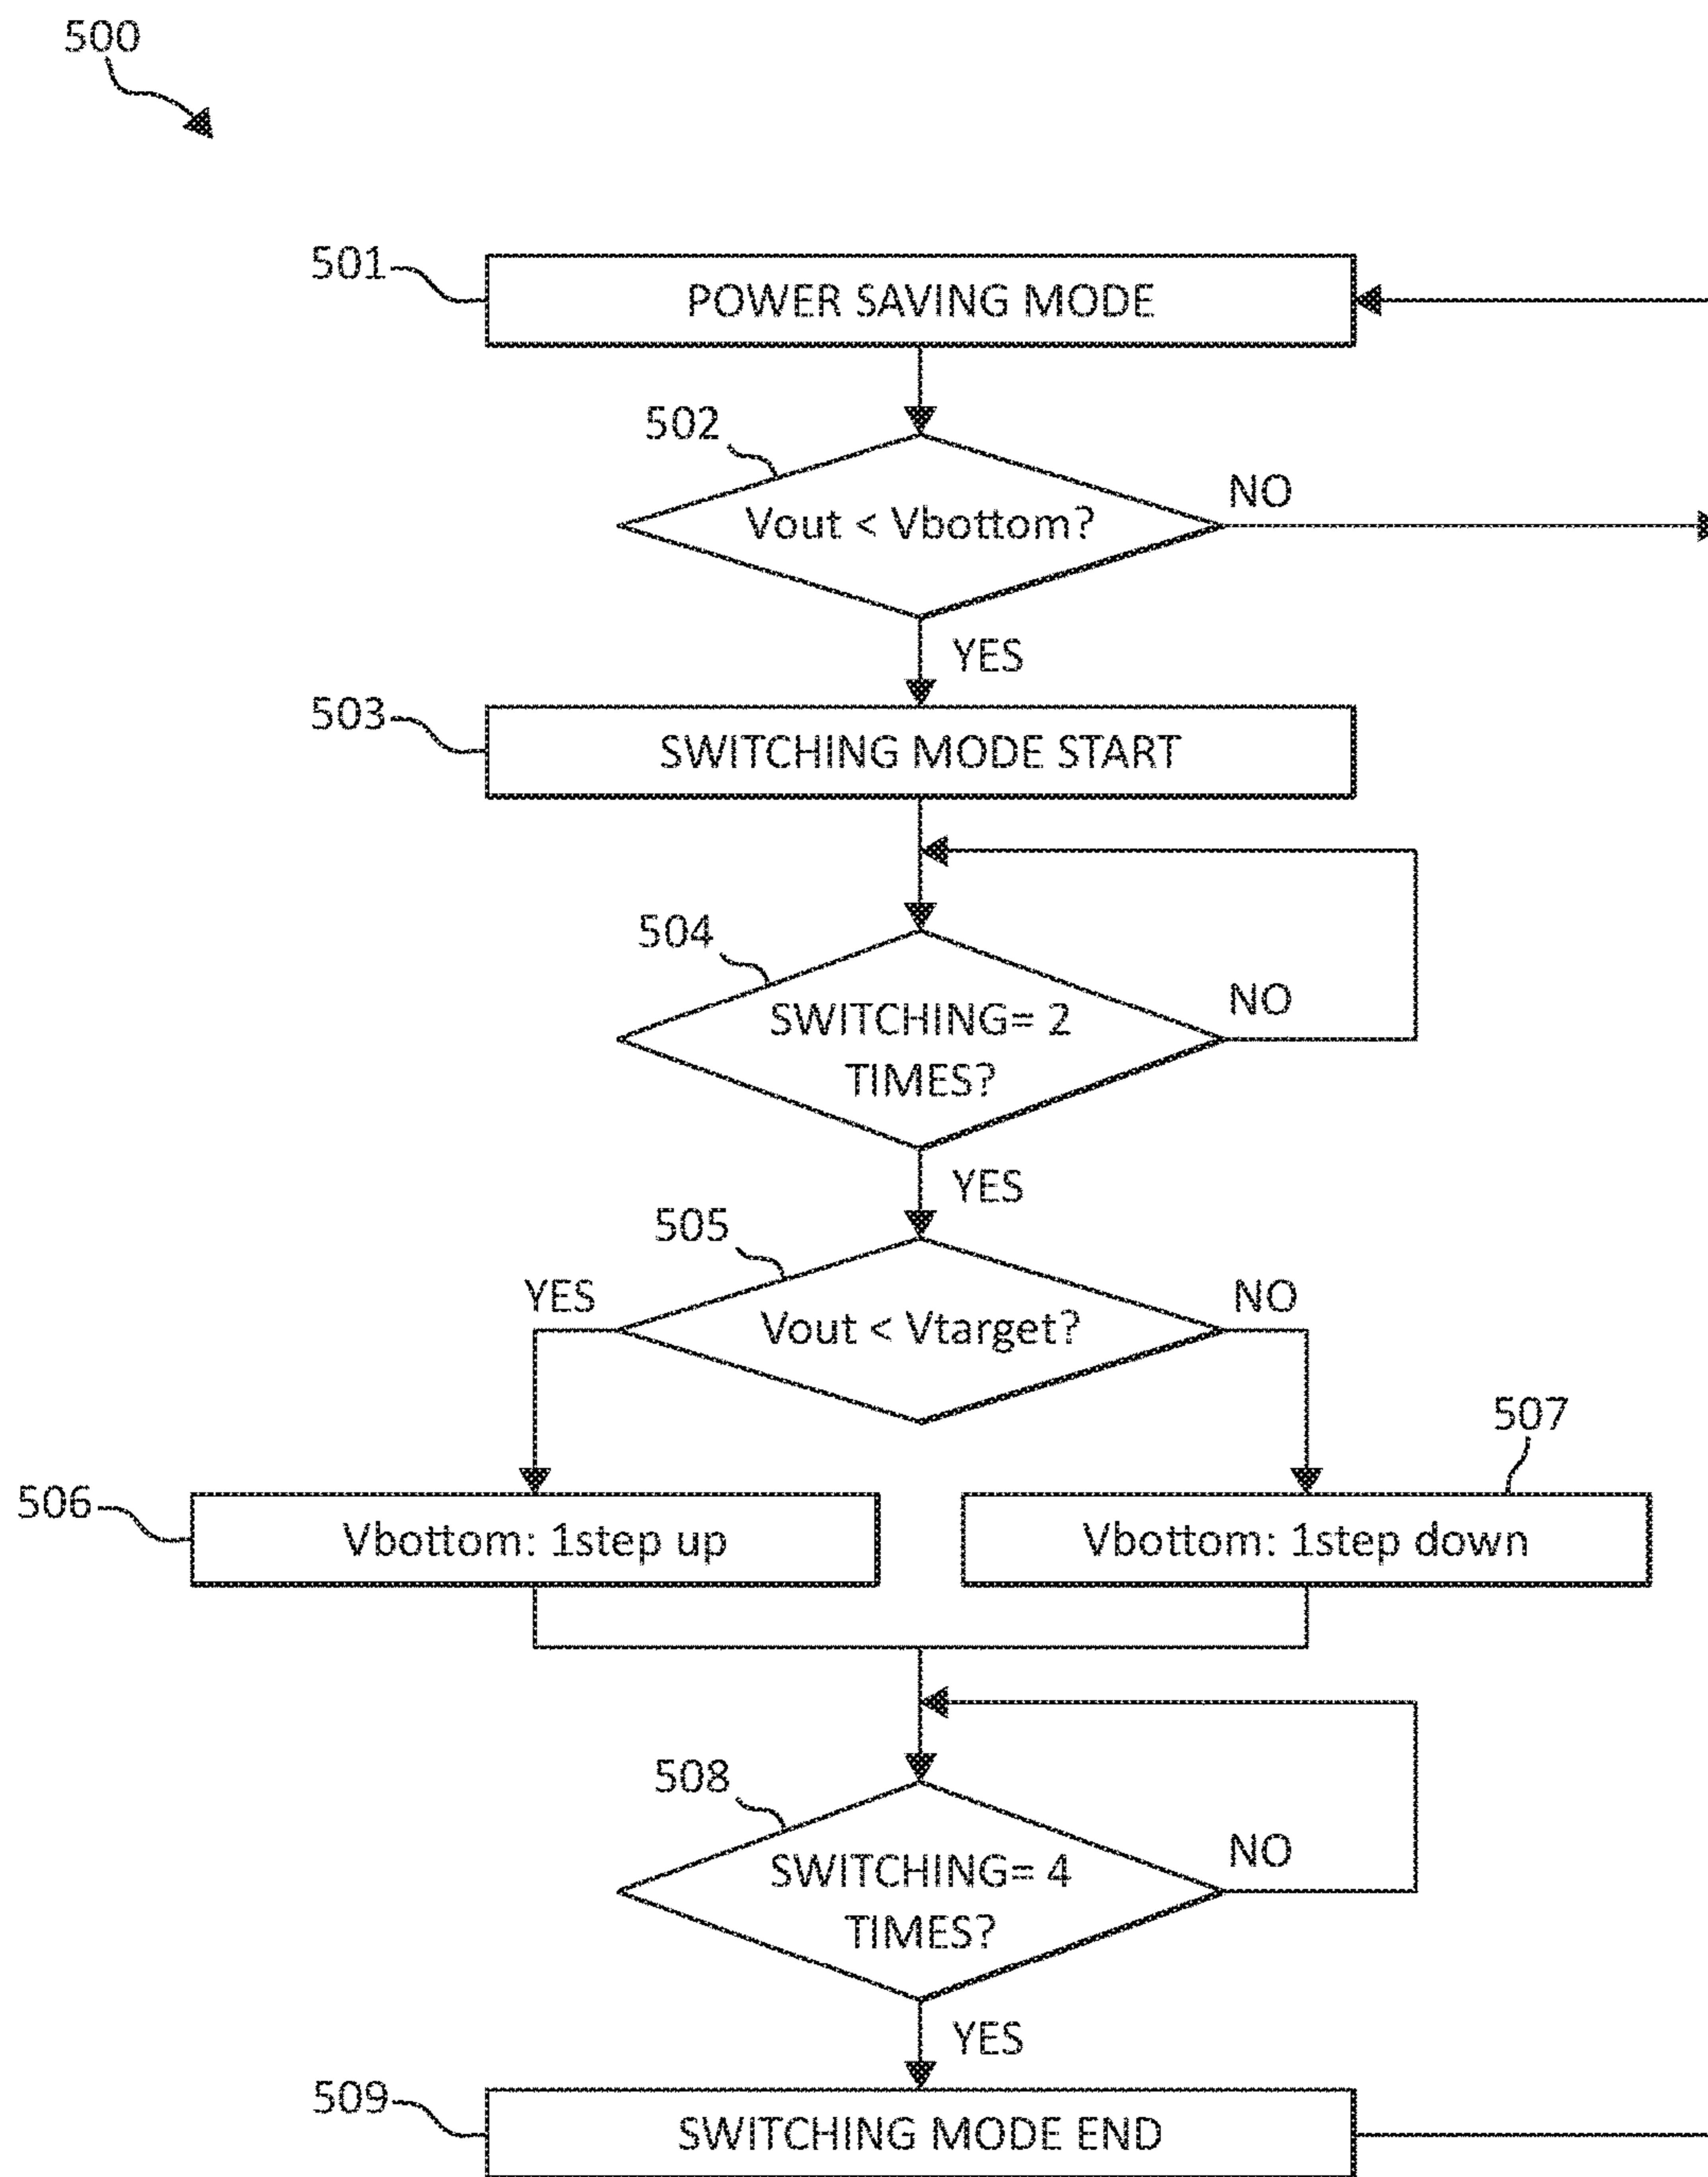 500
501
POWER SAVING MODE
502
Vout < Vbottom?
NO
YES
503
SWITCHING MODE START
504
SWITCHING= 2
TIMES?
NO
YES
505
YES
Vout < Vtarget?
NO
507
506
Vbottom: 1step up
Vbottom: 1step down
508
SWITCHING= 4
TIMES?
NO
YES
509
SWITCHING MODE END